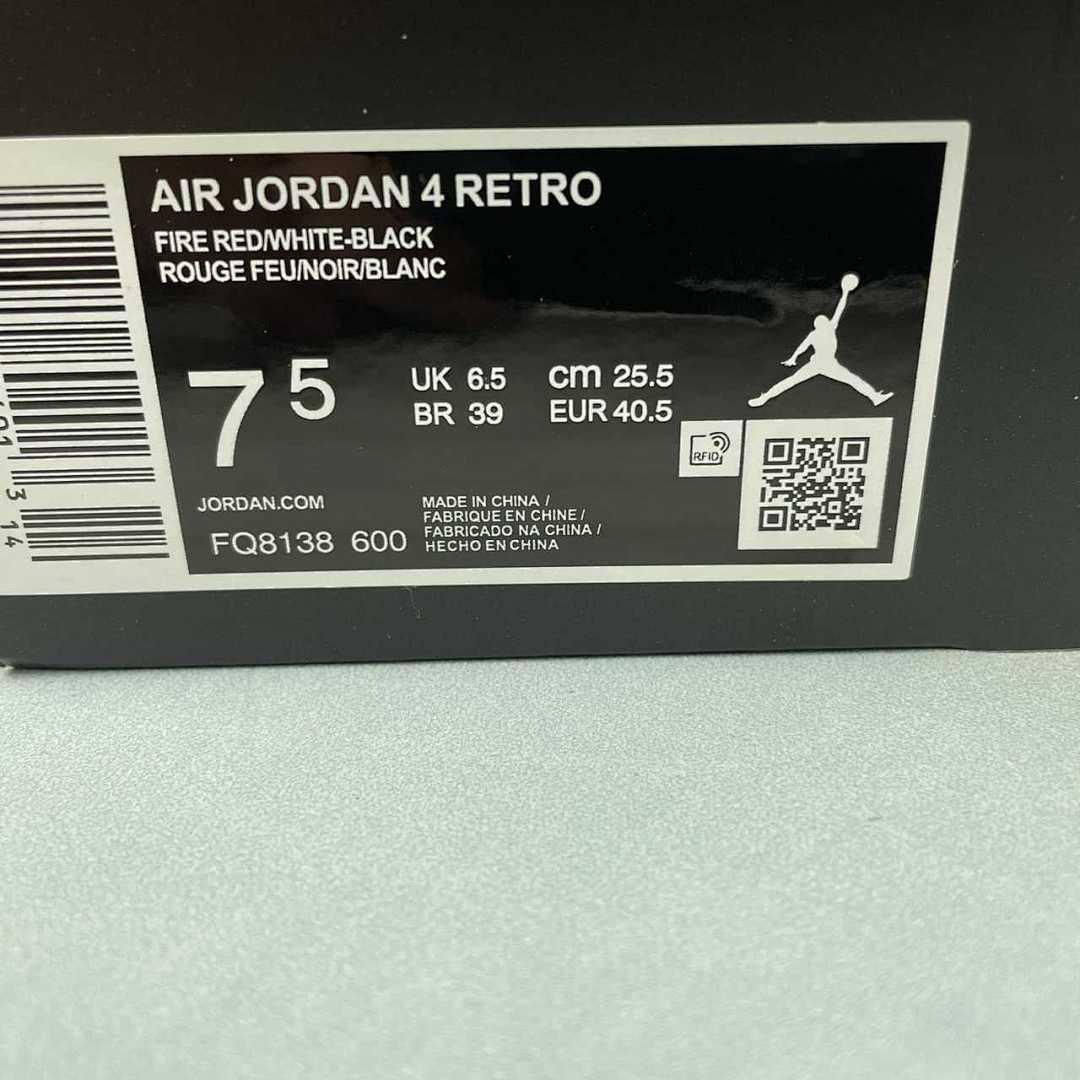 AIR JORDAN 4 RETRO
FIRE RED/WHITE-BLACK
ROUGE FEU/NOIR/BLANC
7 5
UK 6.5 cm 25.5
BR 39 EUR 40.5
RFID
JORDAN.COM
FQ8138 600
MADE IN CHINA /
FABRIQUE EN CHINE /
FABRICADO NA CHINA /
HECHO EN CHINA
3 14